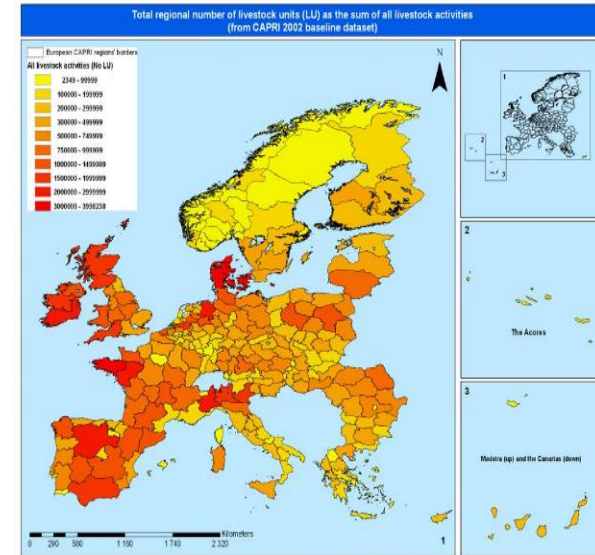 Total regional number of livestock units (LU) as the sum of all livestock activities
(from CAPRI 2002 baseline dataset)
European CAPRI regions' borders
All livestock activities (No LU)
2349 - 99999
100000 - 199999
200000 - 299999
300000 - 499999
500000 - 749999
750000 - 999999
1000000 - 1499999
1500000 - 1999999
2000000 - 2999999
3000000 - 3998238
N
Kilometers
0 290 580 1 160 1 740 2 320
1
1
2
3
2
The Acores
3
Madeira (up) and the Canarias (down)